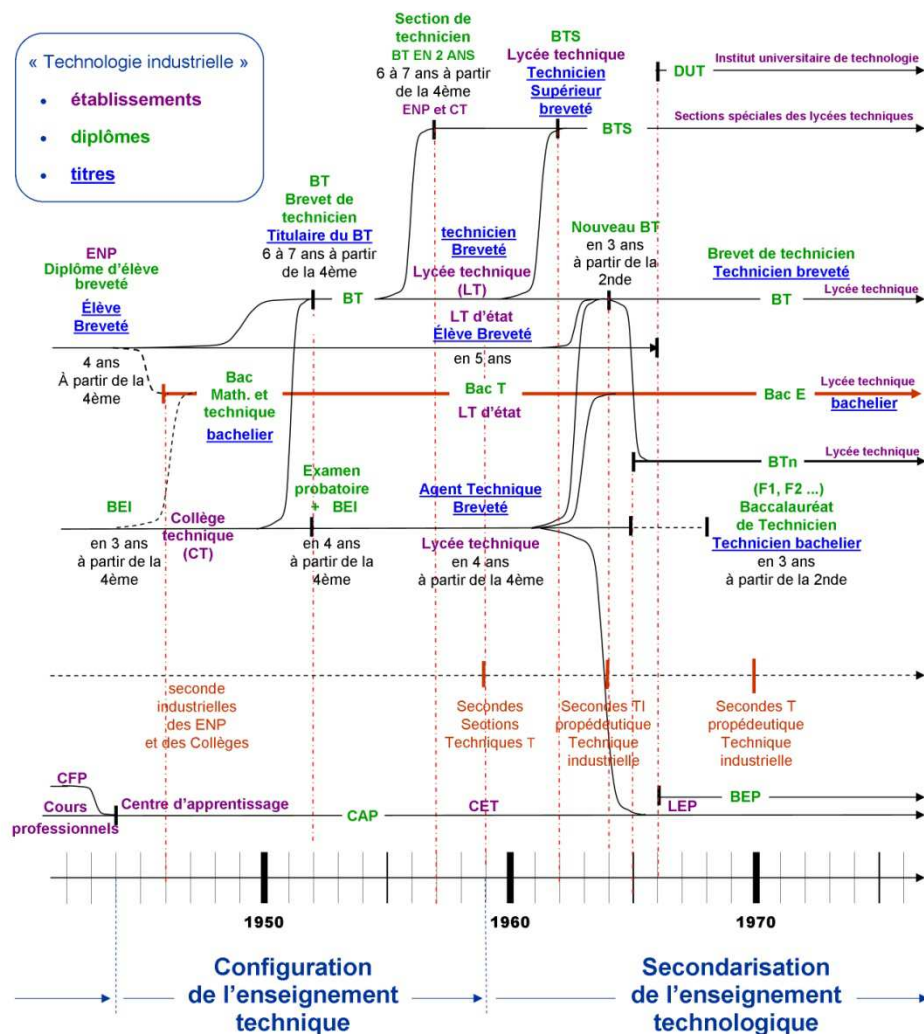 « Technologie industrielle »
• établissements
• diplômes
• titres
Section de
technicien
BT EN 2 ANS
6 à 7 ans à partir
de la 4ème
ENP et CT
BTS
Lycée technique
Technicien
Supérieur
breveté
DUT
Institut universitaire de technologie
BTS
Sections spéciales des lycées techniques
BT
Brevet de
technicien
Titulaire du BT
6 à 7 ans à partir
de la 4ème
BT
technicien
Breveté
Lycée technique
(LT)
Nouveau BT
en 3 ans
à partir de la
2nde
Brevet de technicien
Technicien breveté
BT
Lycée technique
ENP
Diplôme d'élève
breveté
Élève
Breveté
4 ans
À partir de la
4ème
LT d'état
Élève Breveté
en 5 ans
Bac
Math. et
technique
bachelier
Bac T
LT d'état
Bac E
Lycée technique
bachelier
BTn
Lycée technique
(F1, F2 ...)
Baccalauréat
de Technicien
Technicien bachelier
en 3 ans
à partir de la 2nde
BEI
en 3 ans
à partir de la
4ème
Collège
technique
(CT)
Examen
probatoire
+ BEI
en 4 ans
à partir de la
4ème
Agent Technique
Breveté
Lycée technique
en 4 ans
à partir de la 4ème
seconde
industrielles
des ENP
et des Collèges
Secondes
Sections
Techniques T
Secondes TI
propédeutique
Technique
industrielle
Secondes T
propédeutique
Technique
industrielle
CFP
Cours
professionnels
Centre d'apprentissage
CAP
CET
LEP
BEP
1950
1960
1970
Configuration
de l'enseignement
technique
Secondarisation
de l'enseignement
technologique